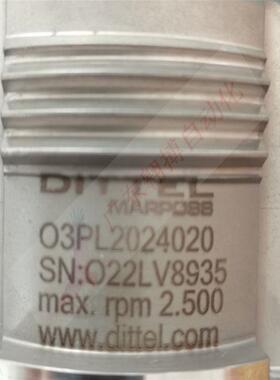 DITTEL
MARPOSS
O3PL2024020
SN:O22LV8935
max. rpm 2.500
www.dittel.com